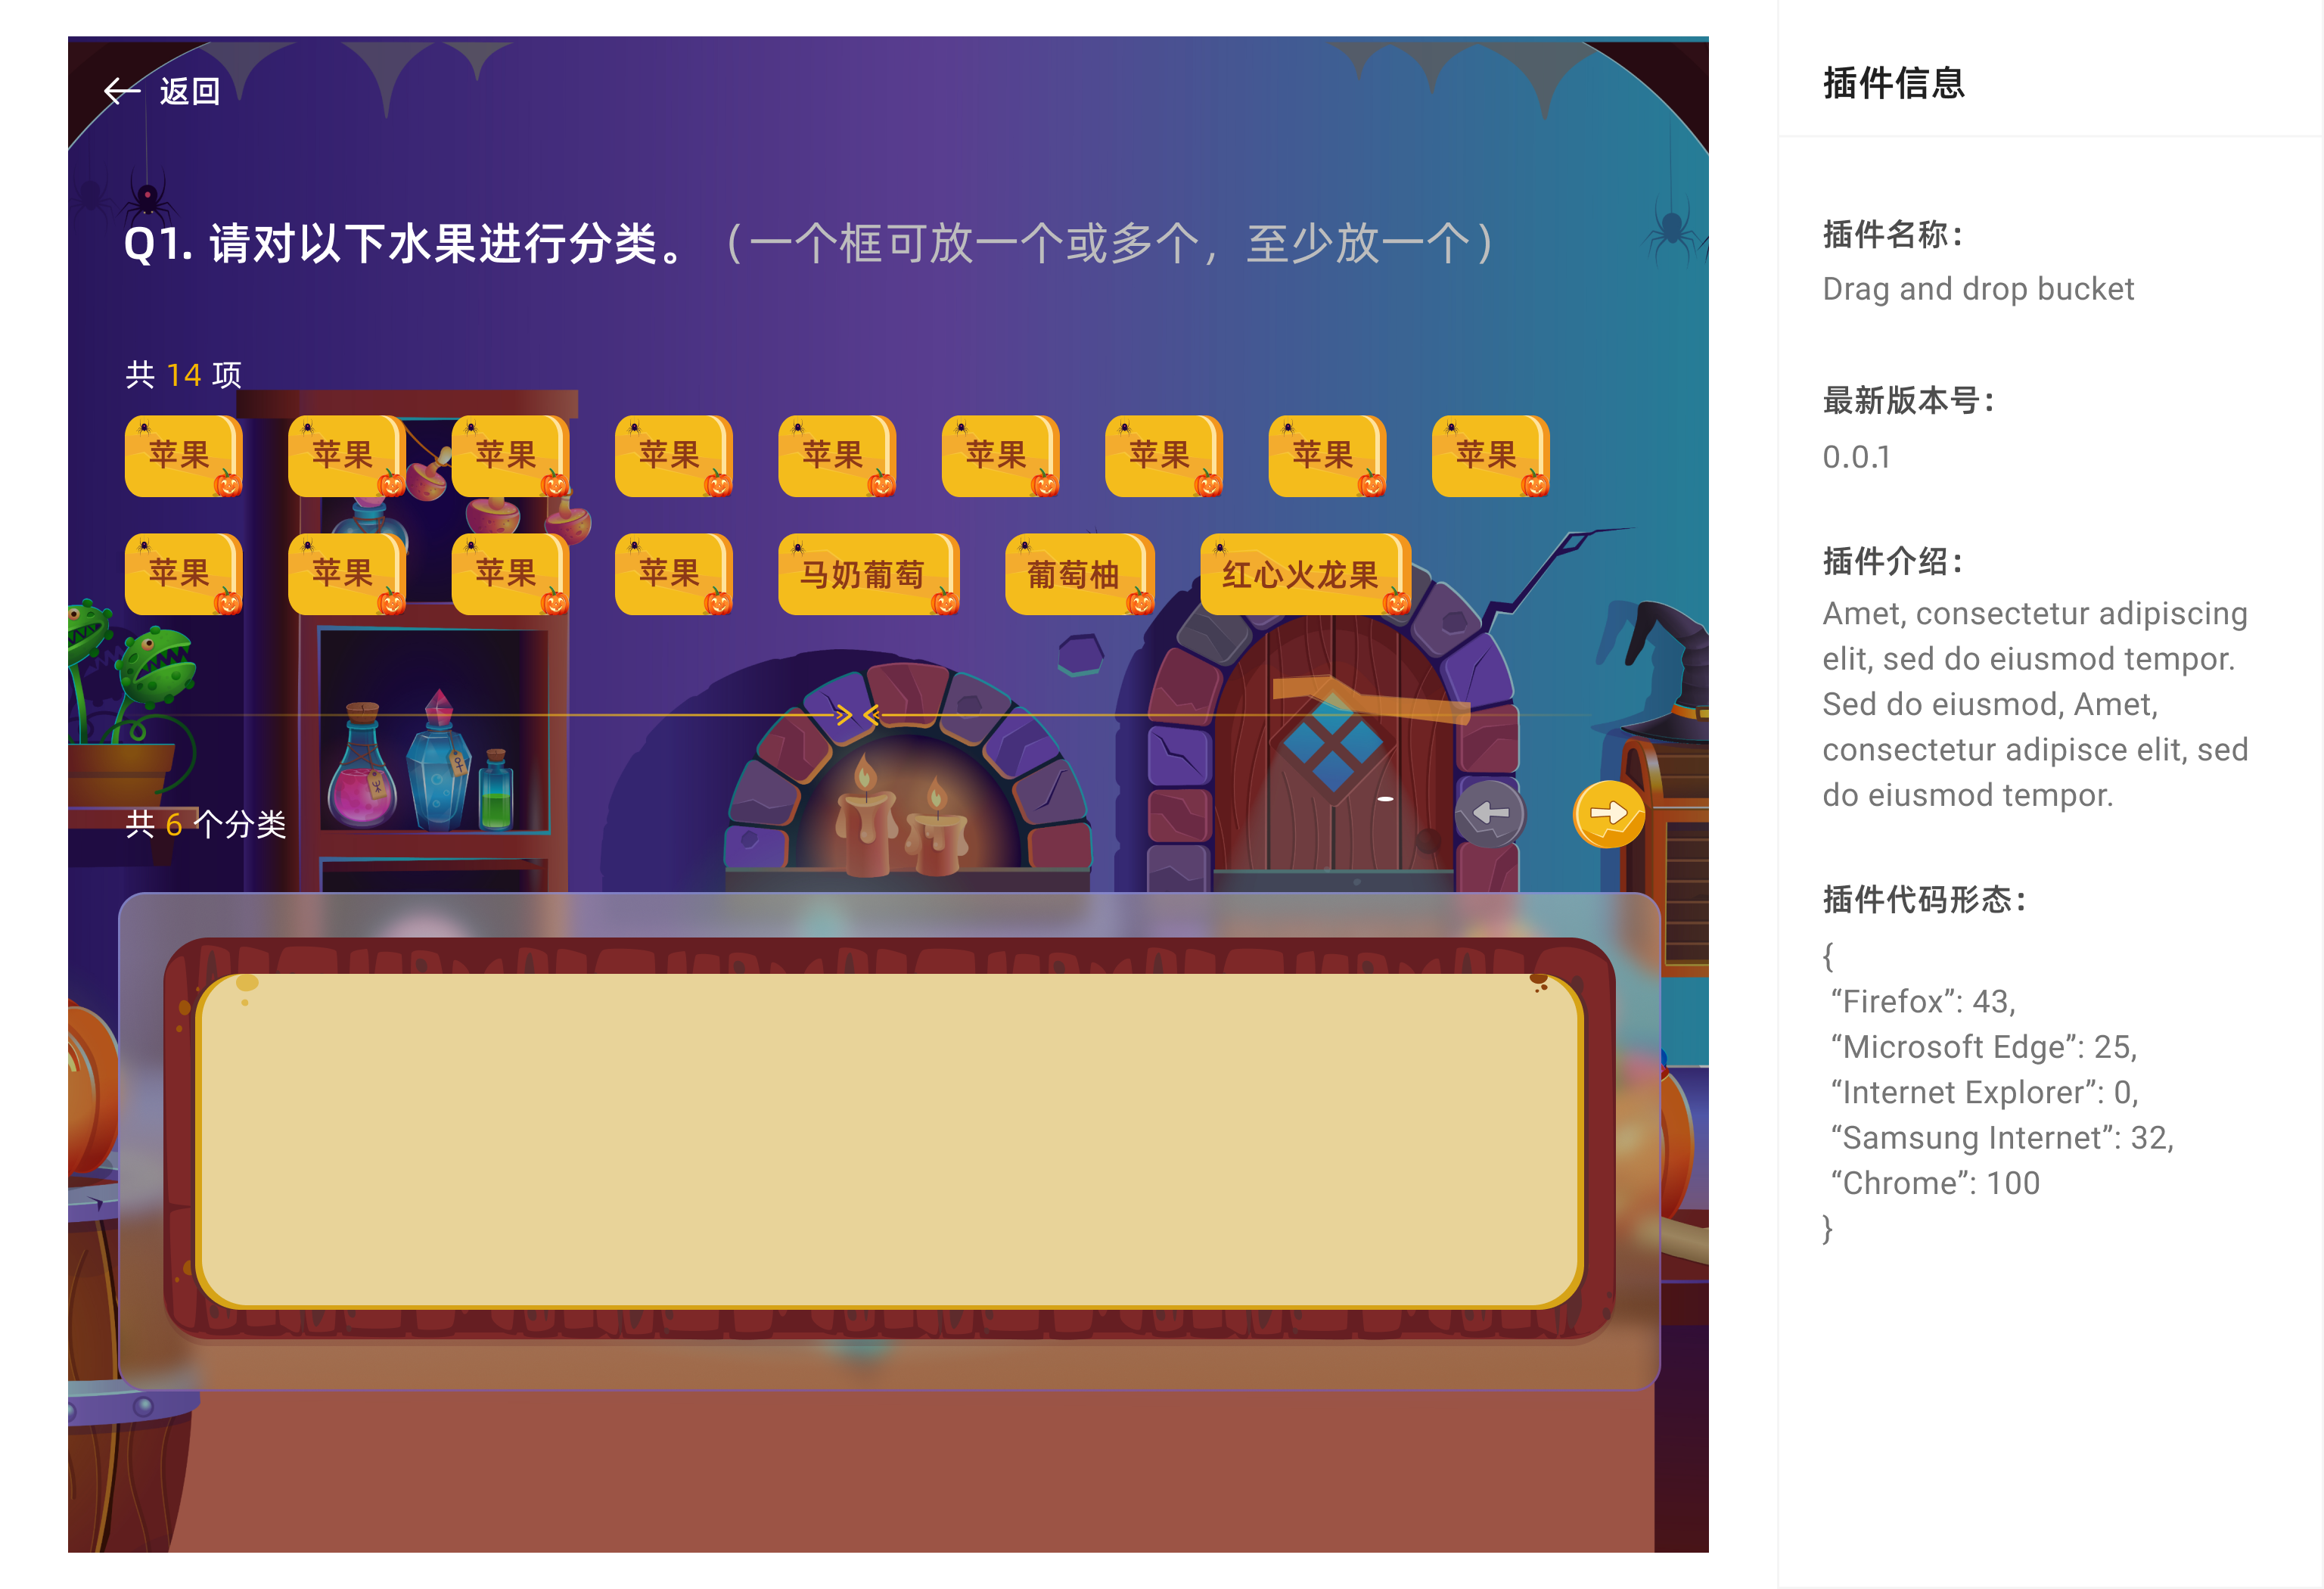 返回
Q1. 请对以下水果进行分类。（一个框可放一个或多个，至少放一个）
共 14 项
苹果 苹果 苹果 苹果 苹果 苹果 苹果 苹果 苹果
苹果 苹果 苹果 苹果 马奶葡萄 葡萄柚 红心火龙果
共 6 个分类
插件信息
插件名称：
Drag and drop bucket
最新版本号：
0.0.1
插件介绍：
Amet, consectetur adipiscing
elit, sed do eiusmod tempor.
Sed do eiusmod, Amet,
consectetur adipisce elit, sed
do eiusmod tempor.
插件代码形态：
{
“Firefox”: 43,
“Microsoft Edge”: 25,
“Internet Explorer”: 0,
“Samsung Internet”: 32,
“Chrome”: 100
}